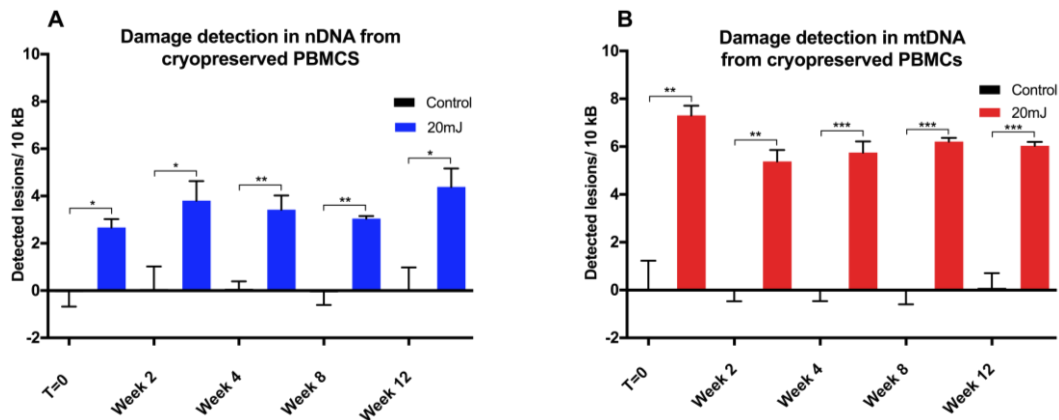 A
Damage detection in nDNA from
cryopreserved PBMCS
Detected lesions/ 10 kB
10
8
6
4
2
0
-2
Control
20mJ
*
*
**
**
*
T=0
Week 2
Week 4
Week 8
Week 12
B
Damage detection in mtDNA
from cryopreserved PBMCs
Detected lesions/ 10 kB
10
8
6
4
2
0
-2
Control
20mJ
**
**
***
***
***
T=0
Week 2
Week 4
Week 8
Week 12